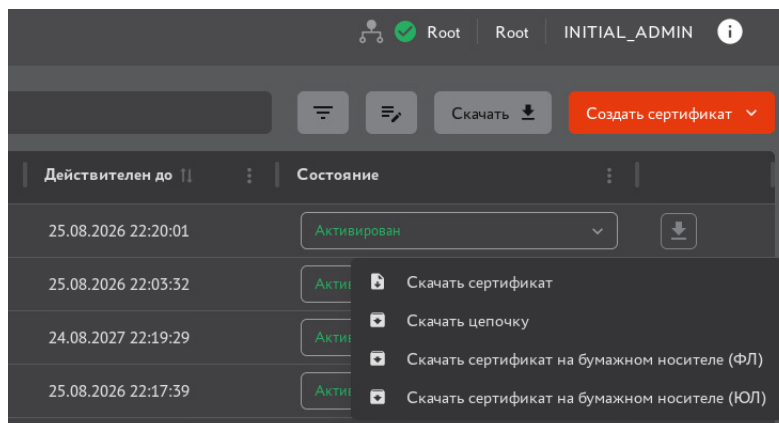 Root Root INITIAL_ADMIN
Скачать Создать сертификат
Действителен до Состояние
25.08.2026 22:20:01 Активирован
25.08.2026 22:03:32 Актив
Скачать сертификат
Скачать цепочку
24.08.2027 22:19:29 Актив
Скачать сертификат на бумажном носителе (ФЛ)
25.08.2026 22:17:39 Актив
Скачать сертификат на бумажном носителе (ЮЛ)